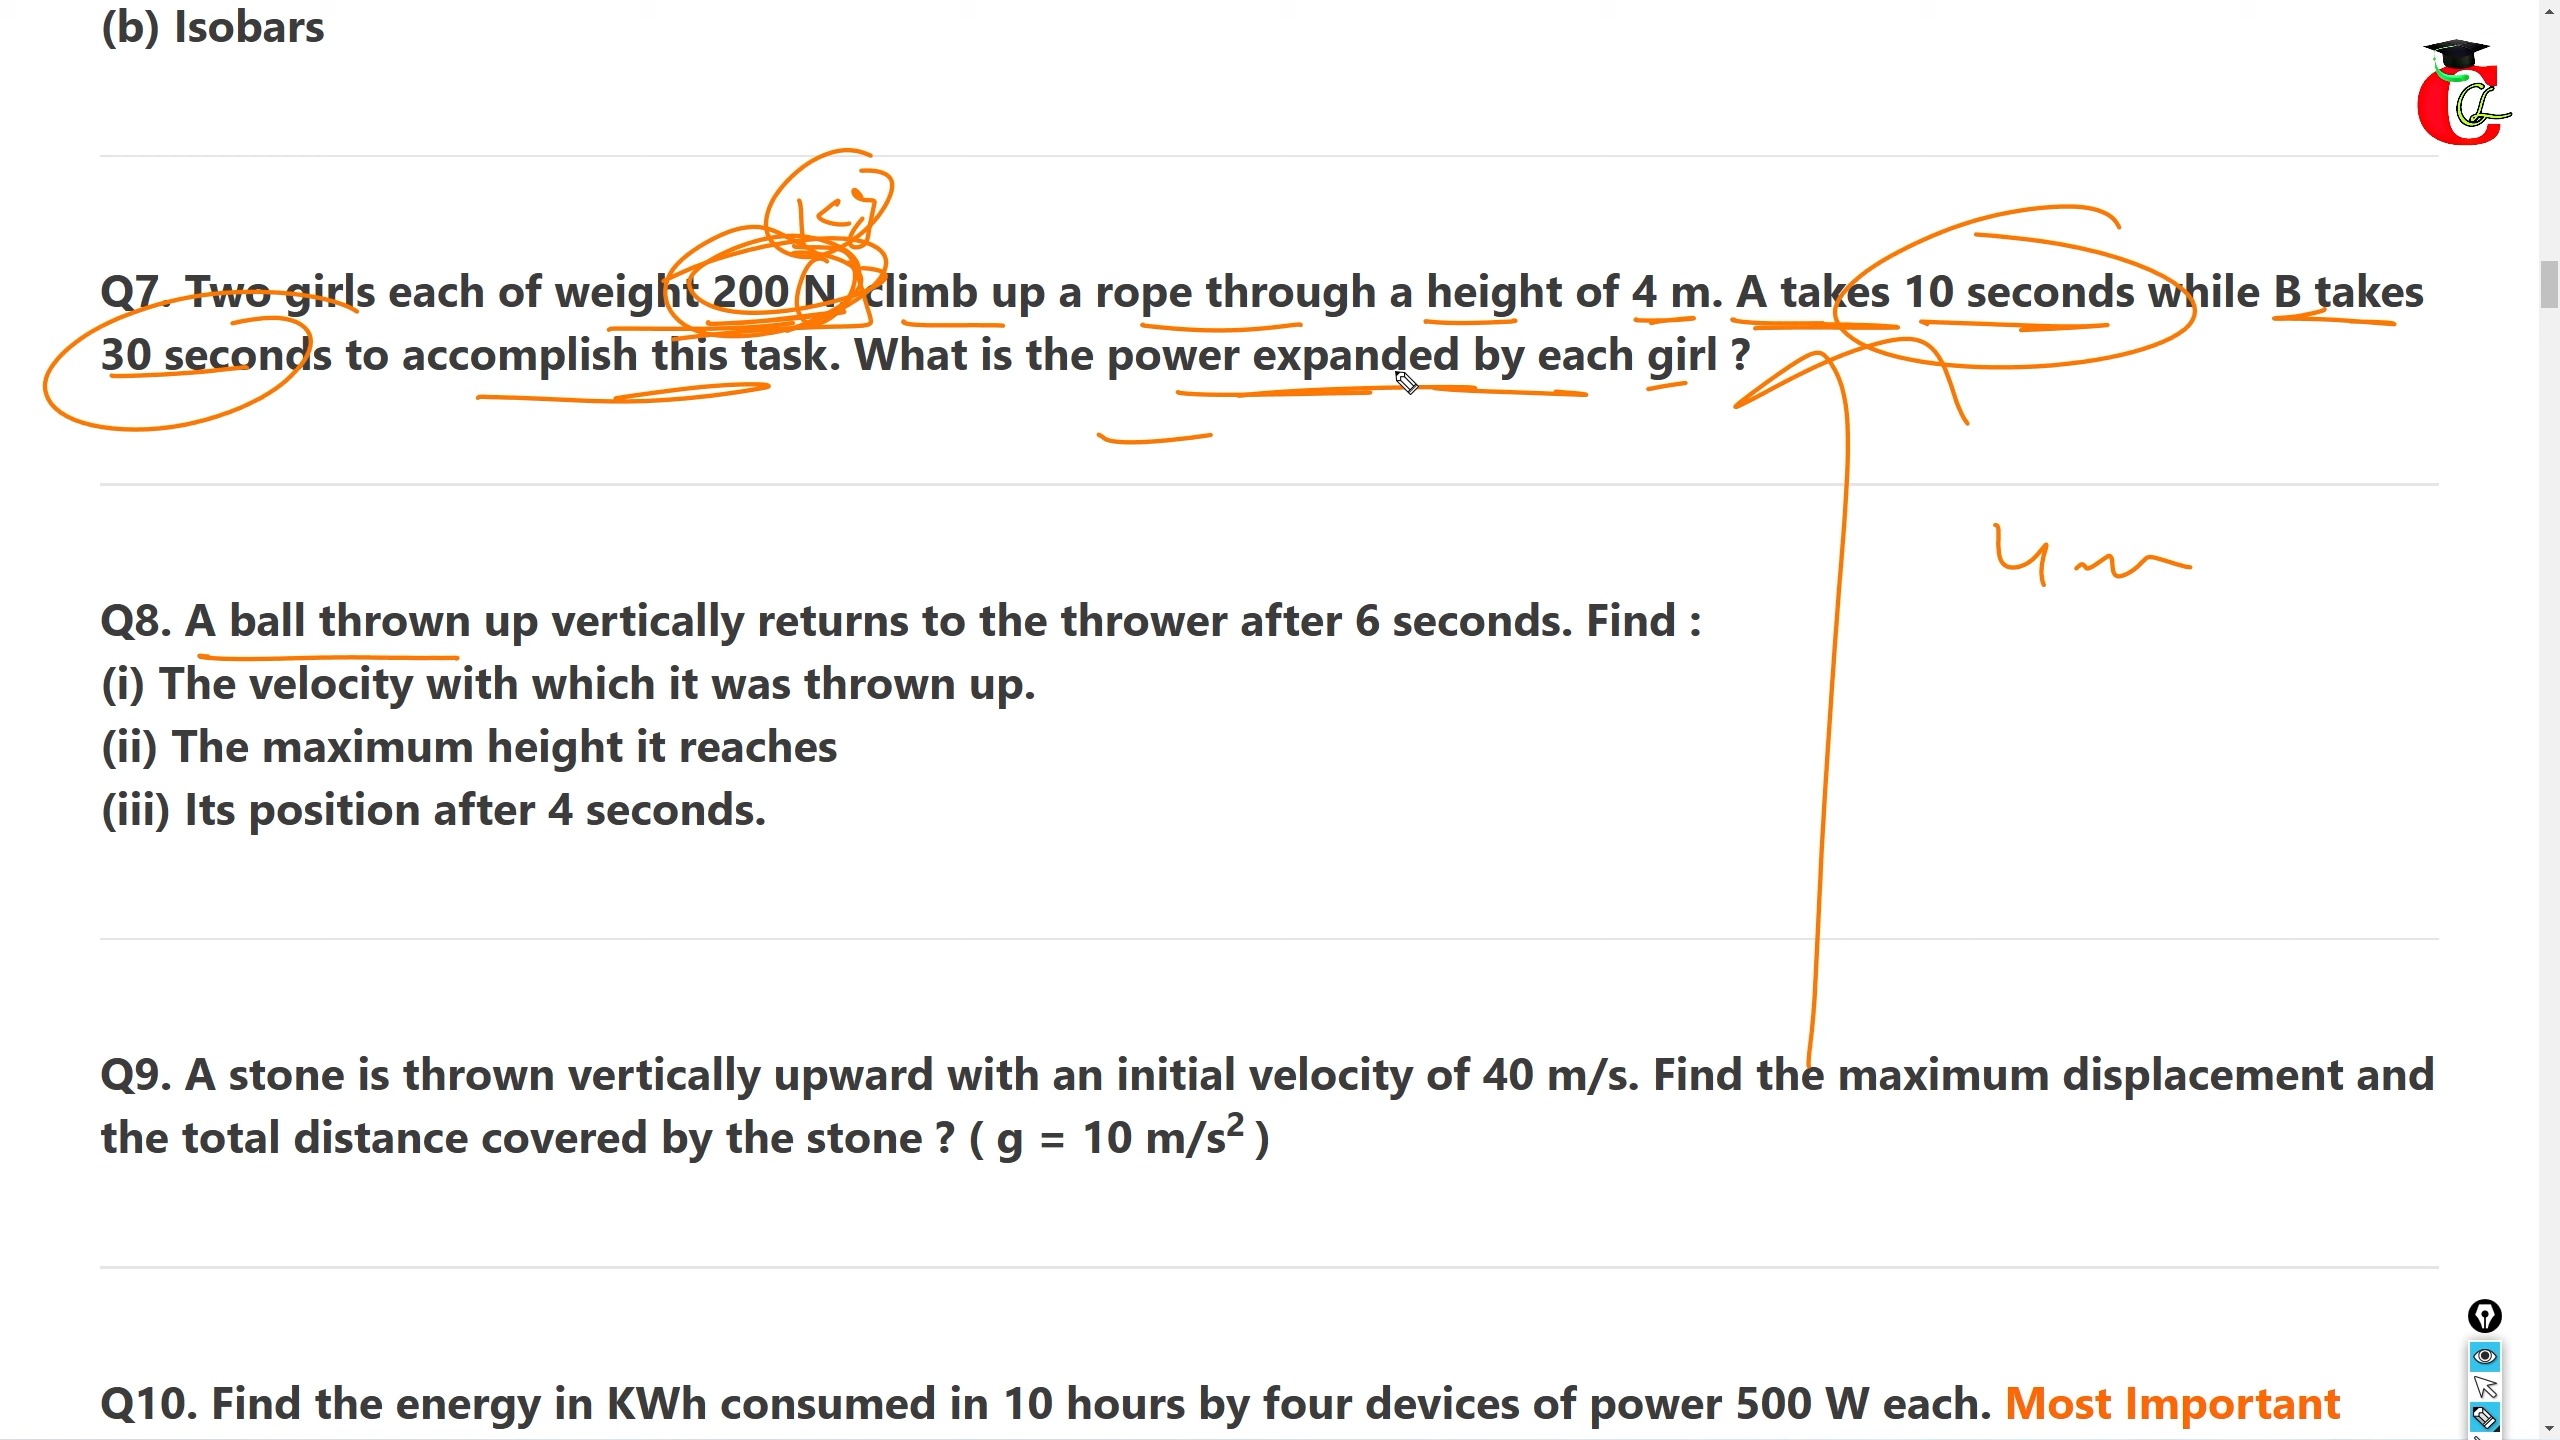 (b) Isobars
Kg
Q7. Two girls each of weight 200 N climb up a rope through a height of 4 m. A takes 10 seconds while B takes
30 seconds to accomplish this task. What is the power expanded by each girl ?
4m
Q8. A ball thrown up vertically returns to the thrower after 6 seconds. Find :
(i) The velocity with which it was thrown up.
(ii) The maximum height it reaches
(iii) Its position after 4 seconds.
Q9. A stone is thrown vertically upward with an initial velocity of 40 m/s. Find the maximum displacement and
the total distance covered by the stone ? ( g = 10 m/s² )
Q10. Find the energy in KWh consumed in 10 hours by four devices of power 500 W each. Most Important